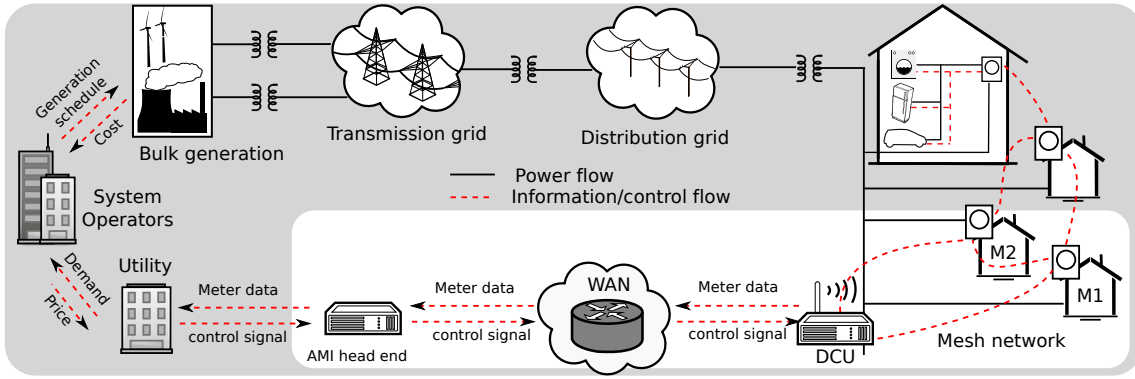 Generation
schedule
Cost
Bulk generation
Transmission grid
Distribution grid
Power flow
Information/control flow
System
Operators
Demand
Price
Utility
Meter data
control signal
AMI head end
Meter data
control signal
WAN
Meter data
control signal
DCU
M2
M1
Mesh network